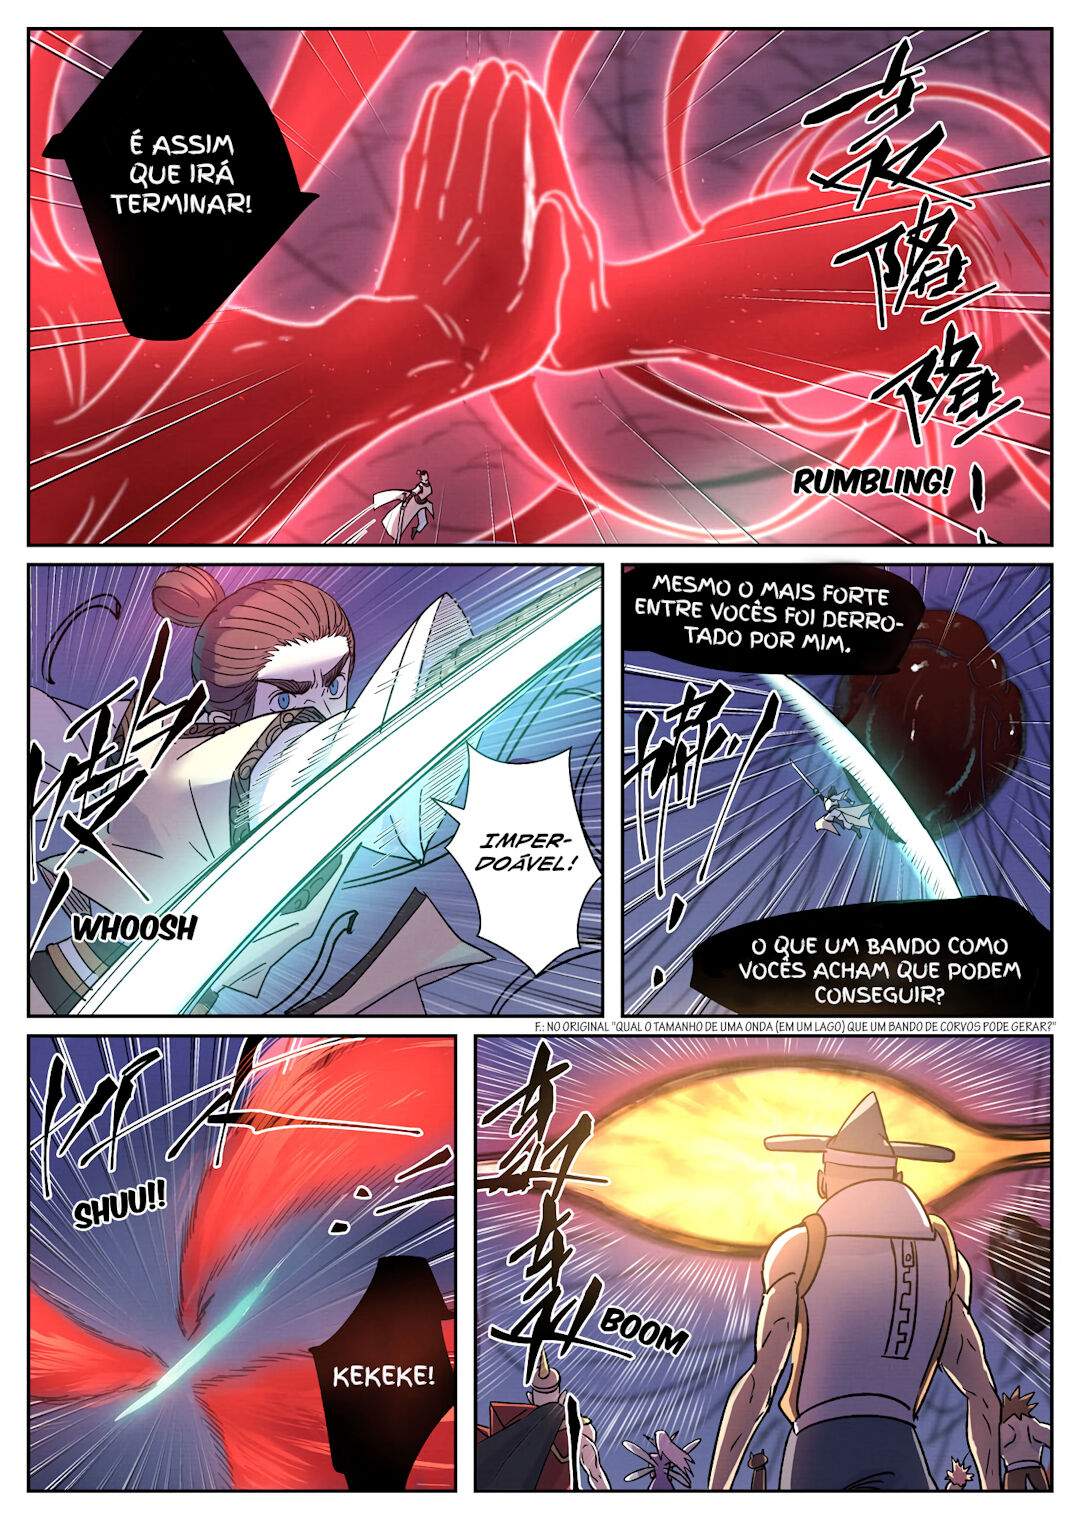 É ASSIM
QUE IRÁ
TERMINAR!
RUMBLING!
WHOOSH
IMPER-
DOÁVEL!
MESMO O MAIS FORTE
ENTRE VOCÊS FOI DERRO-
TADO POR MIM.
O QUE UM BANDO COMO
VOCÊS ACHAM QUE PODEM
CONSEGUIR?
F.: NO ORIGINAL "QUAL O TAMANHO DE UMA ONDA (EM UM LAGO) QUE UM BANDO DE CORVOS PODE GERAR?"
SHUU!!
KEKEKE!
BOOM